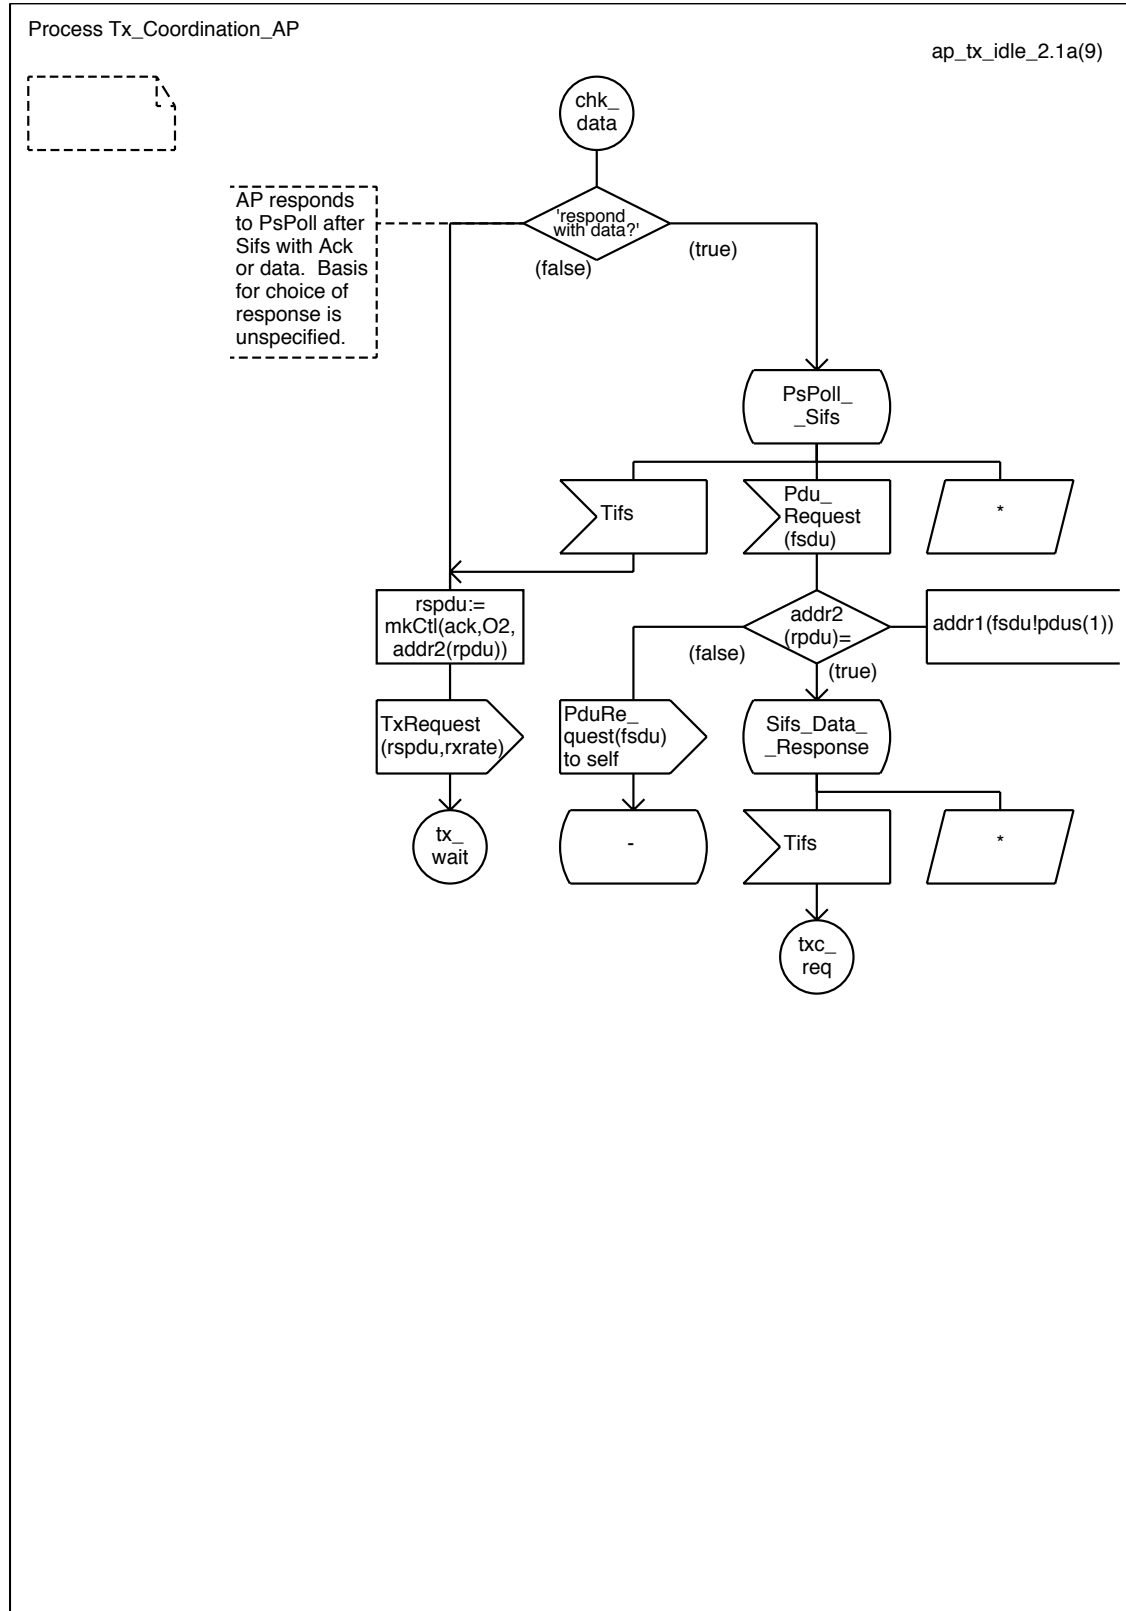 Process Tx_Coordination_AP
ap_tx_idle_2.1a(9)
chk_
data
AP responds
to PsPoll after
Sifs with Ack
or data.  Basis
for choice of
response is
unspecified.
'respond
with data?'
(false)
(true)
PsPoll_
_Sifs
Tifs
Pdu_
Request
(fsdu)
*
rspdu:=
mkCtl(ack,O2,
addr2(rpdu))
addr2
(rpdu)=
addr1(fsdu!pdus(1))
(false)
(true)
TxRequest
(rspdu,rxrate)
PduRe_
quest(fsdu)
to self
Sifs_Data_
_Response
tx_
wait
-
Tifs
*
txc_
req